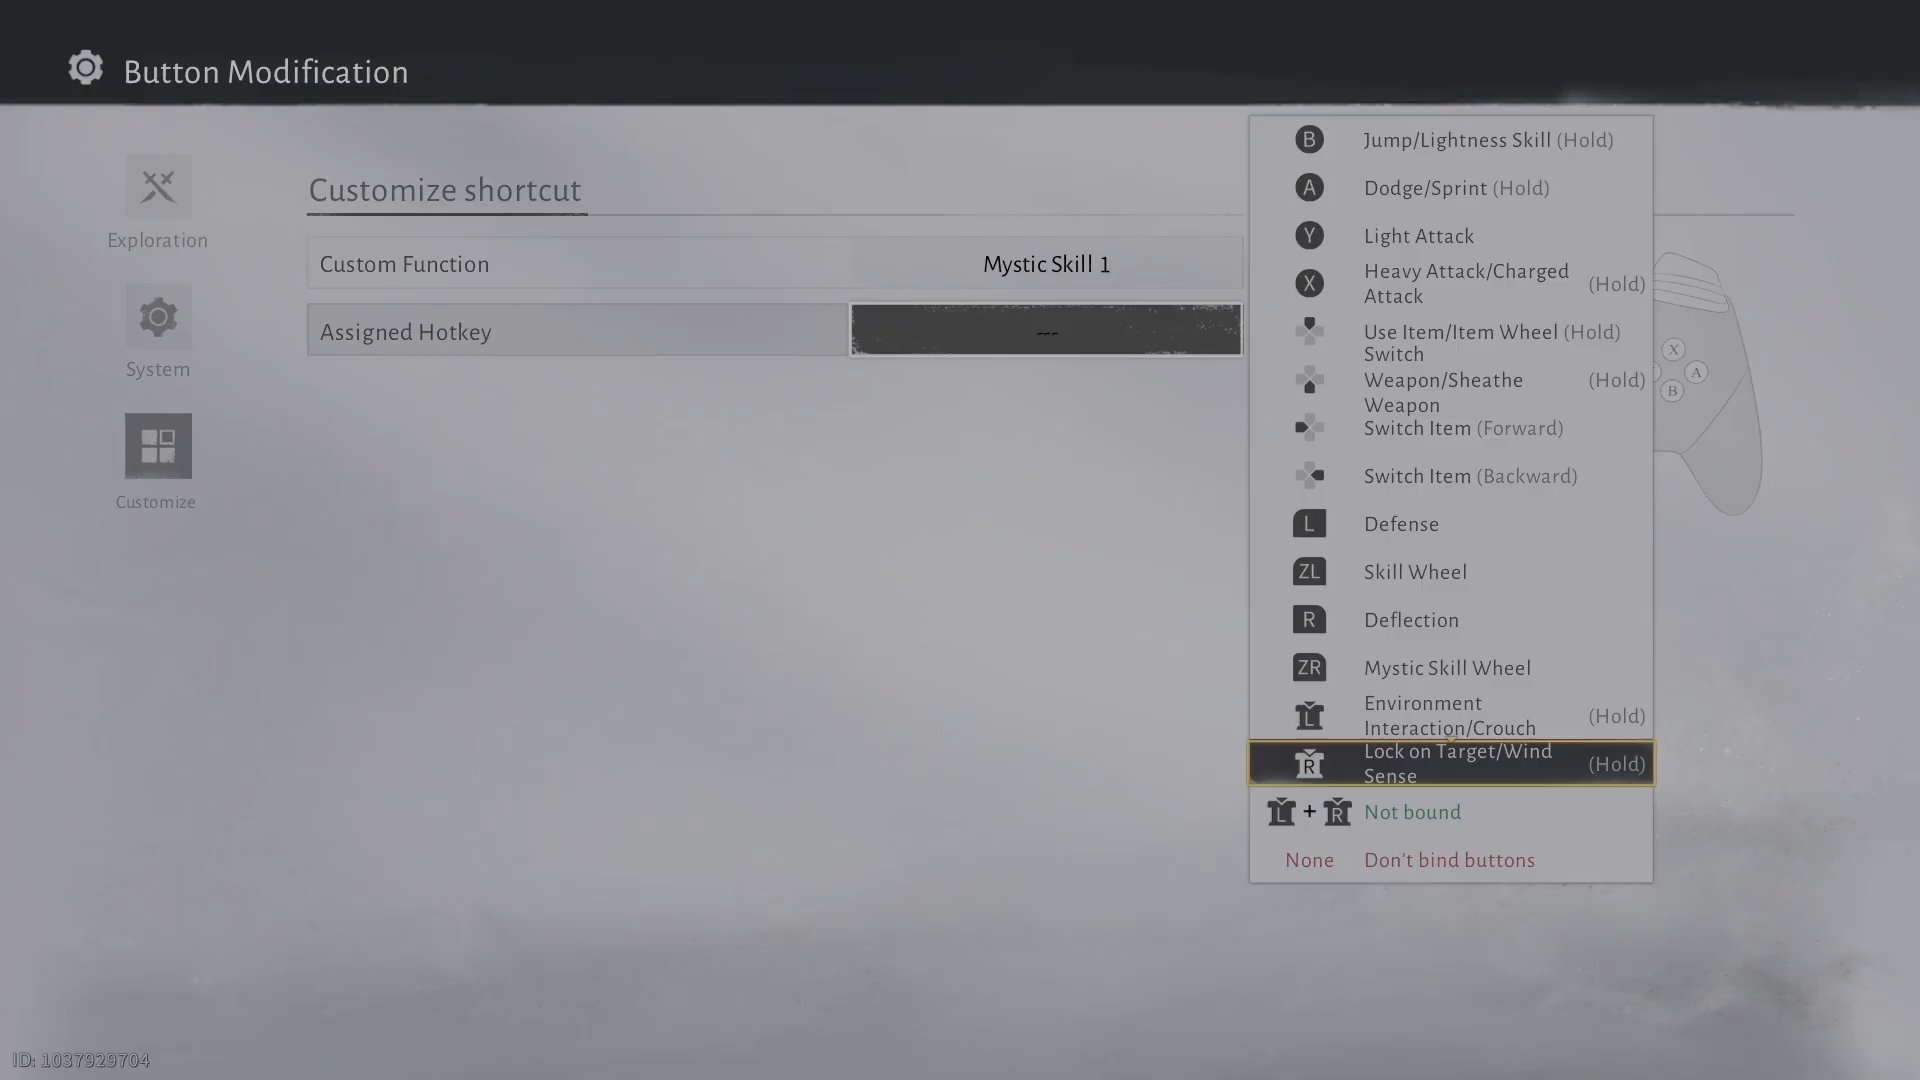 Button Modification
Exploration
System
Customize
Customize shortcut
Custom Function
Mystic Skill 1
Assigned Hotkey
---
B Jump/Lightness Skill (Hold)
A Dodge/Sprint (Hold)
Y Light Attack
X Heavy Attack/Charged
Attack (Hold)
Use Item/Item Wheel (Hold)
Switch
Weapon/Sheathe (Hold)
Weapon
Switch Item (Forward)
Switch Item (Backward)
L Defense
ZL Skill Wheel
R Deflection
ZR Mystic Skill Wheel
Environment
L Interaction/Crouch (Hold)
Lock on Target/Wind
R Sense (Hold)
L + R Not bound
None Don't bind buttons
X
A
B
ID: 1037929704